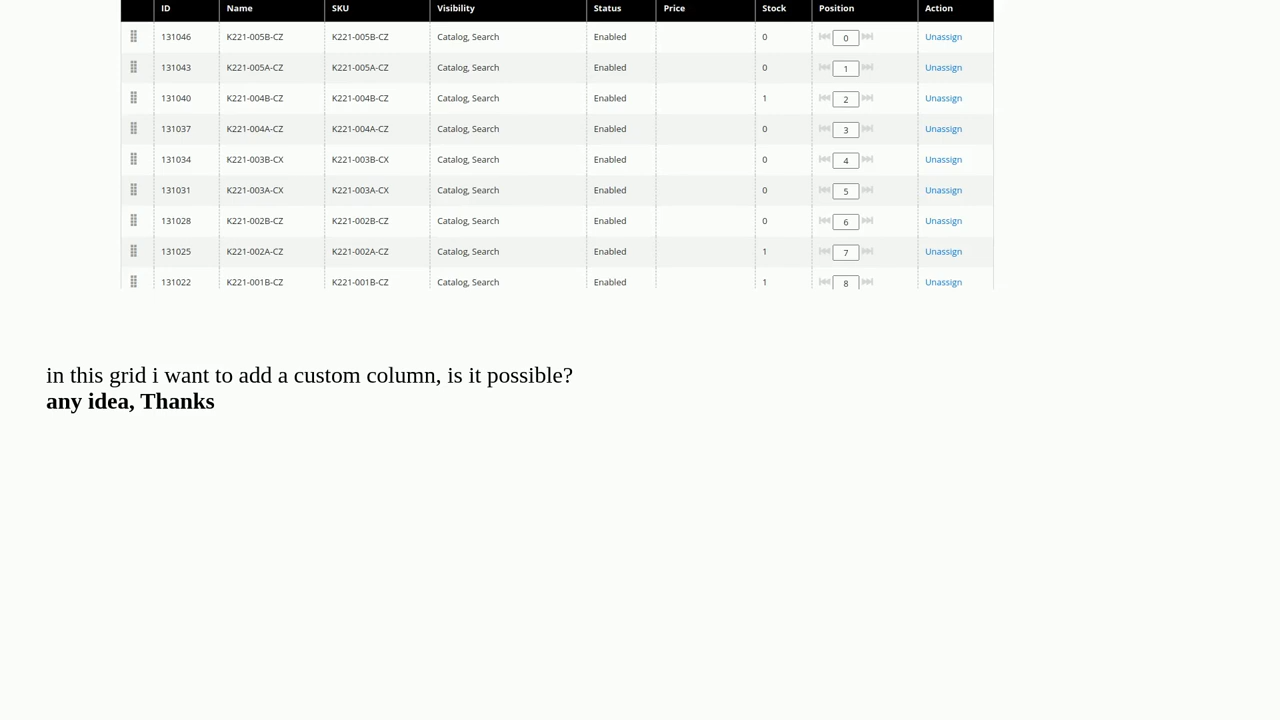 ID Name SKU Visibility Status Price Stock Position Action
131046 K221-005B-CZ K221-005B-CZ Catalog, Search Enabled 0 0 Unassign
131043 K221-005A-CZ K221-005A-CZ Catalog, Search Enabled 0 1 Unassign
131040 K221-004B-CZ K221-004B-CZ Catalog, Search Enabled 1 2 Unassign
131037 K221-004A-CZ K221-004A-CZ Catalog, Search Enabled 0 3 Unassign
131034 K221-003B-CX K221-003B-CX Catalog, Search Enabled 0 4 Unassign
131031 K221-003A-CX K221-003A-CX Catalog, Search Enabled 0 5 Unassign
131028 K221-002B-CZ K221-002B-CZ Catalog, Search Enabled 0 6 Unassign
131025 K221-002A-CZ K221-002A-CZ Catalog, Search Enabled 1 7 Unassign
131022 K221-001B-CZ K221-001B-CZ Catalog, Search Enabled 1 8 Unassign
in this grid i want to add a custom column, is it possible?
any idea, Thanks